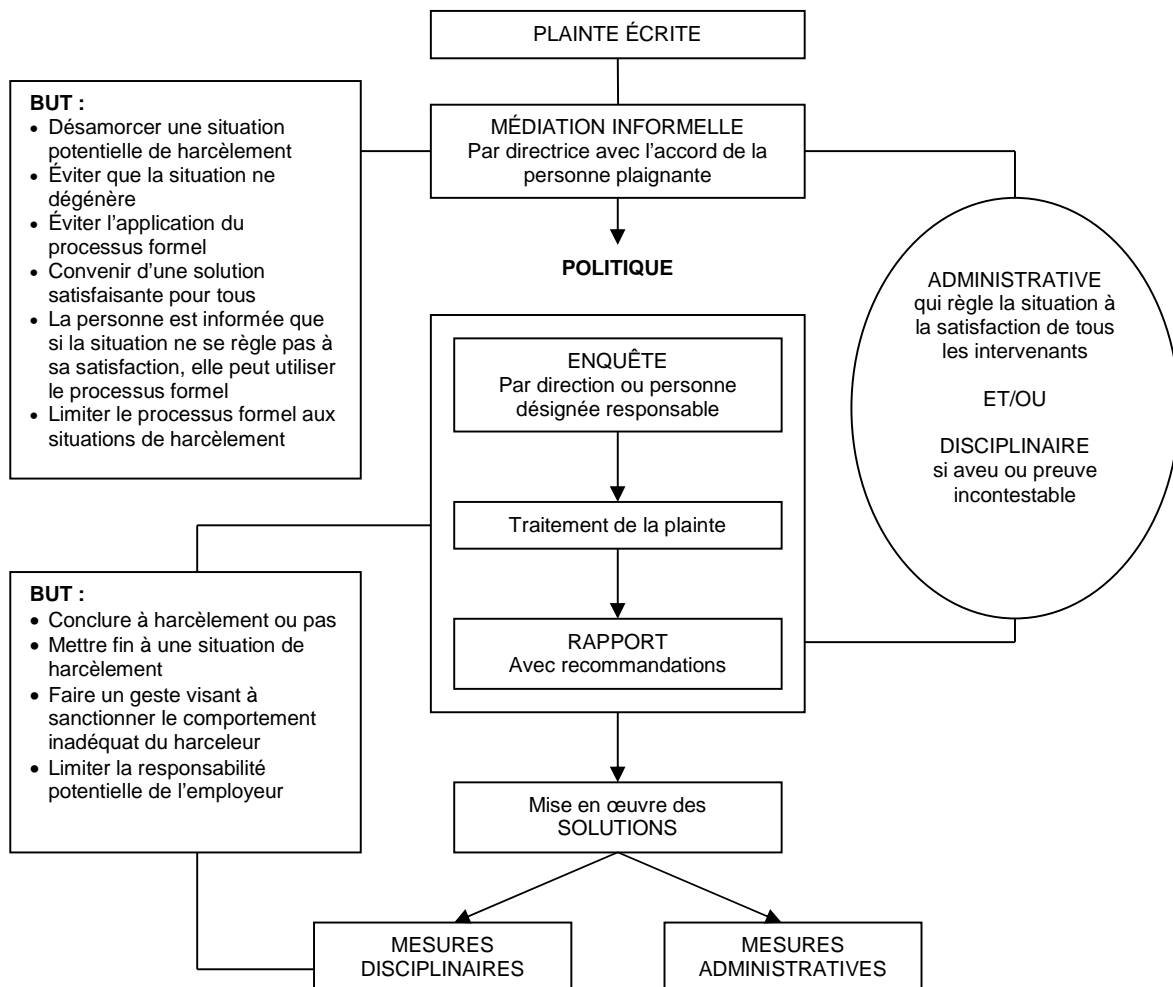 PLAINTE ÉCRITE
BUT :
• Désamorcer une situation
potentielle de harcèlement
• Éviter que la situation ne
dégénère
• Éviter l’application du
processus formel
• Convenir d’une solution
satisfaisante pour tous
• La personne est informée que
si la situation ne se règle pas à
sa satisfaction, elle peut utiliser
le processus formel
• Limiter le processus formel aux
situations de harcèlement
MÉDIATION INFORMELLE
Par directrice avec l’accord de la
personne plaignante
POLITIQUE
ADMINISTRATIVE
qui règle la situation à
la satisfaction de tous
les intervenants
ET/OU
DISCIPLINAIRE
si aveu ou preuve
incontestable
ENQUÊTE
Par direction ou personne
désignée responsable
Traitement de la plainte
RAPPORT
Avec recommandations
BUT :
• Conclure à harcèlement ou pas
• Mettre fin à une situation de
harcèlement
• Faire un geste visant à
sanctionner le comportement
inadéquat du harceleur
• Limiter la responsabilité
potentielle de l’employeur
Mise en œuvre des
SOLUTIONS
MESURES
DISCIPLINAIRES
MESURES
ADMINISTRATIVES